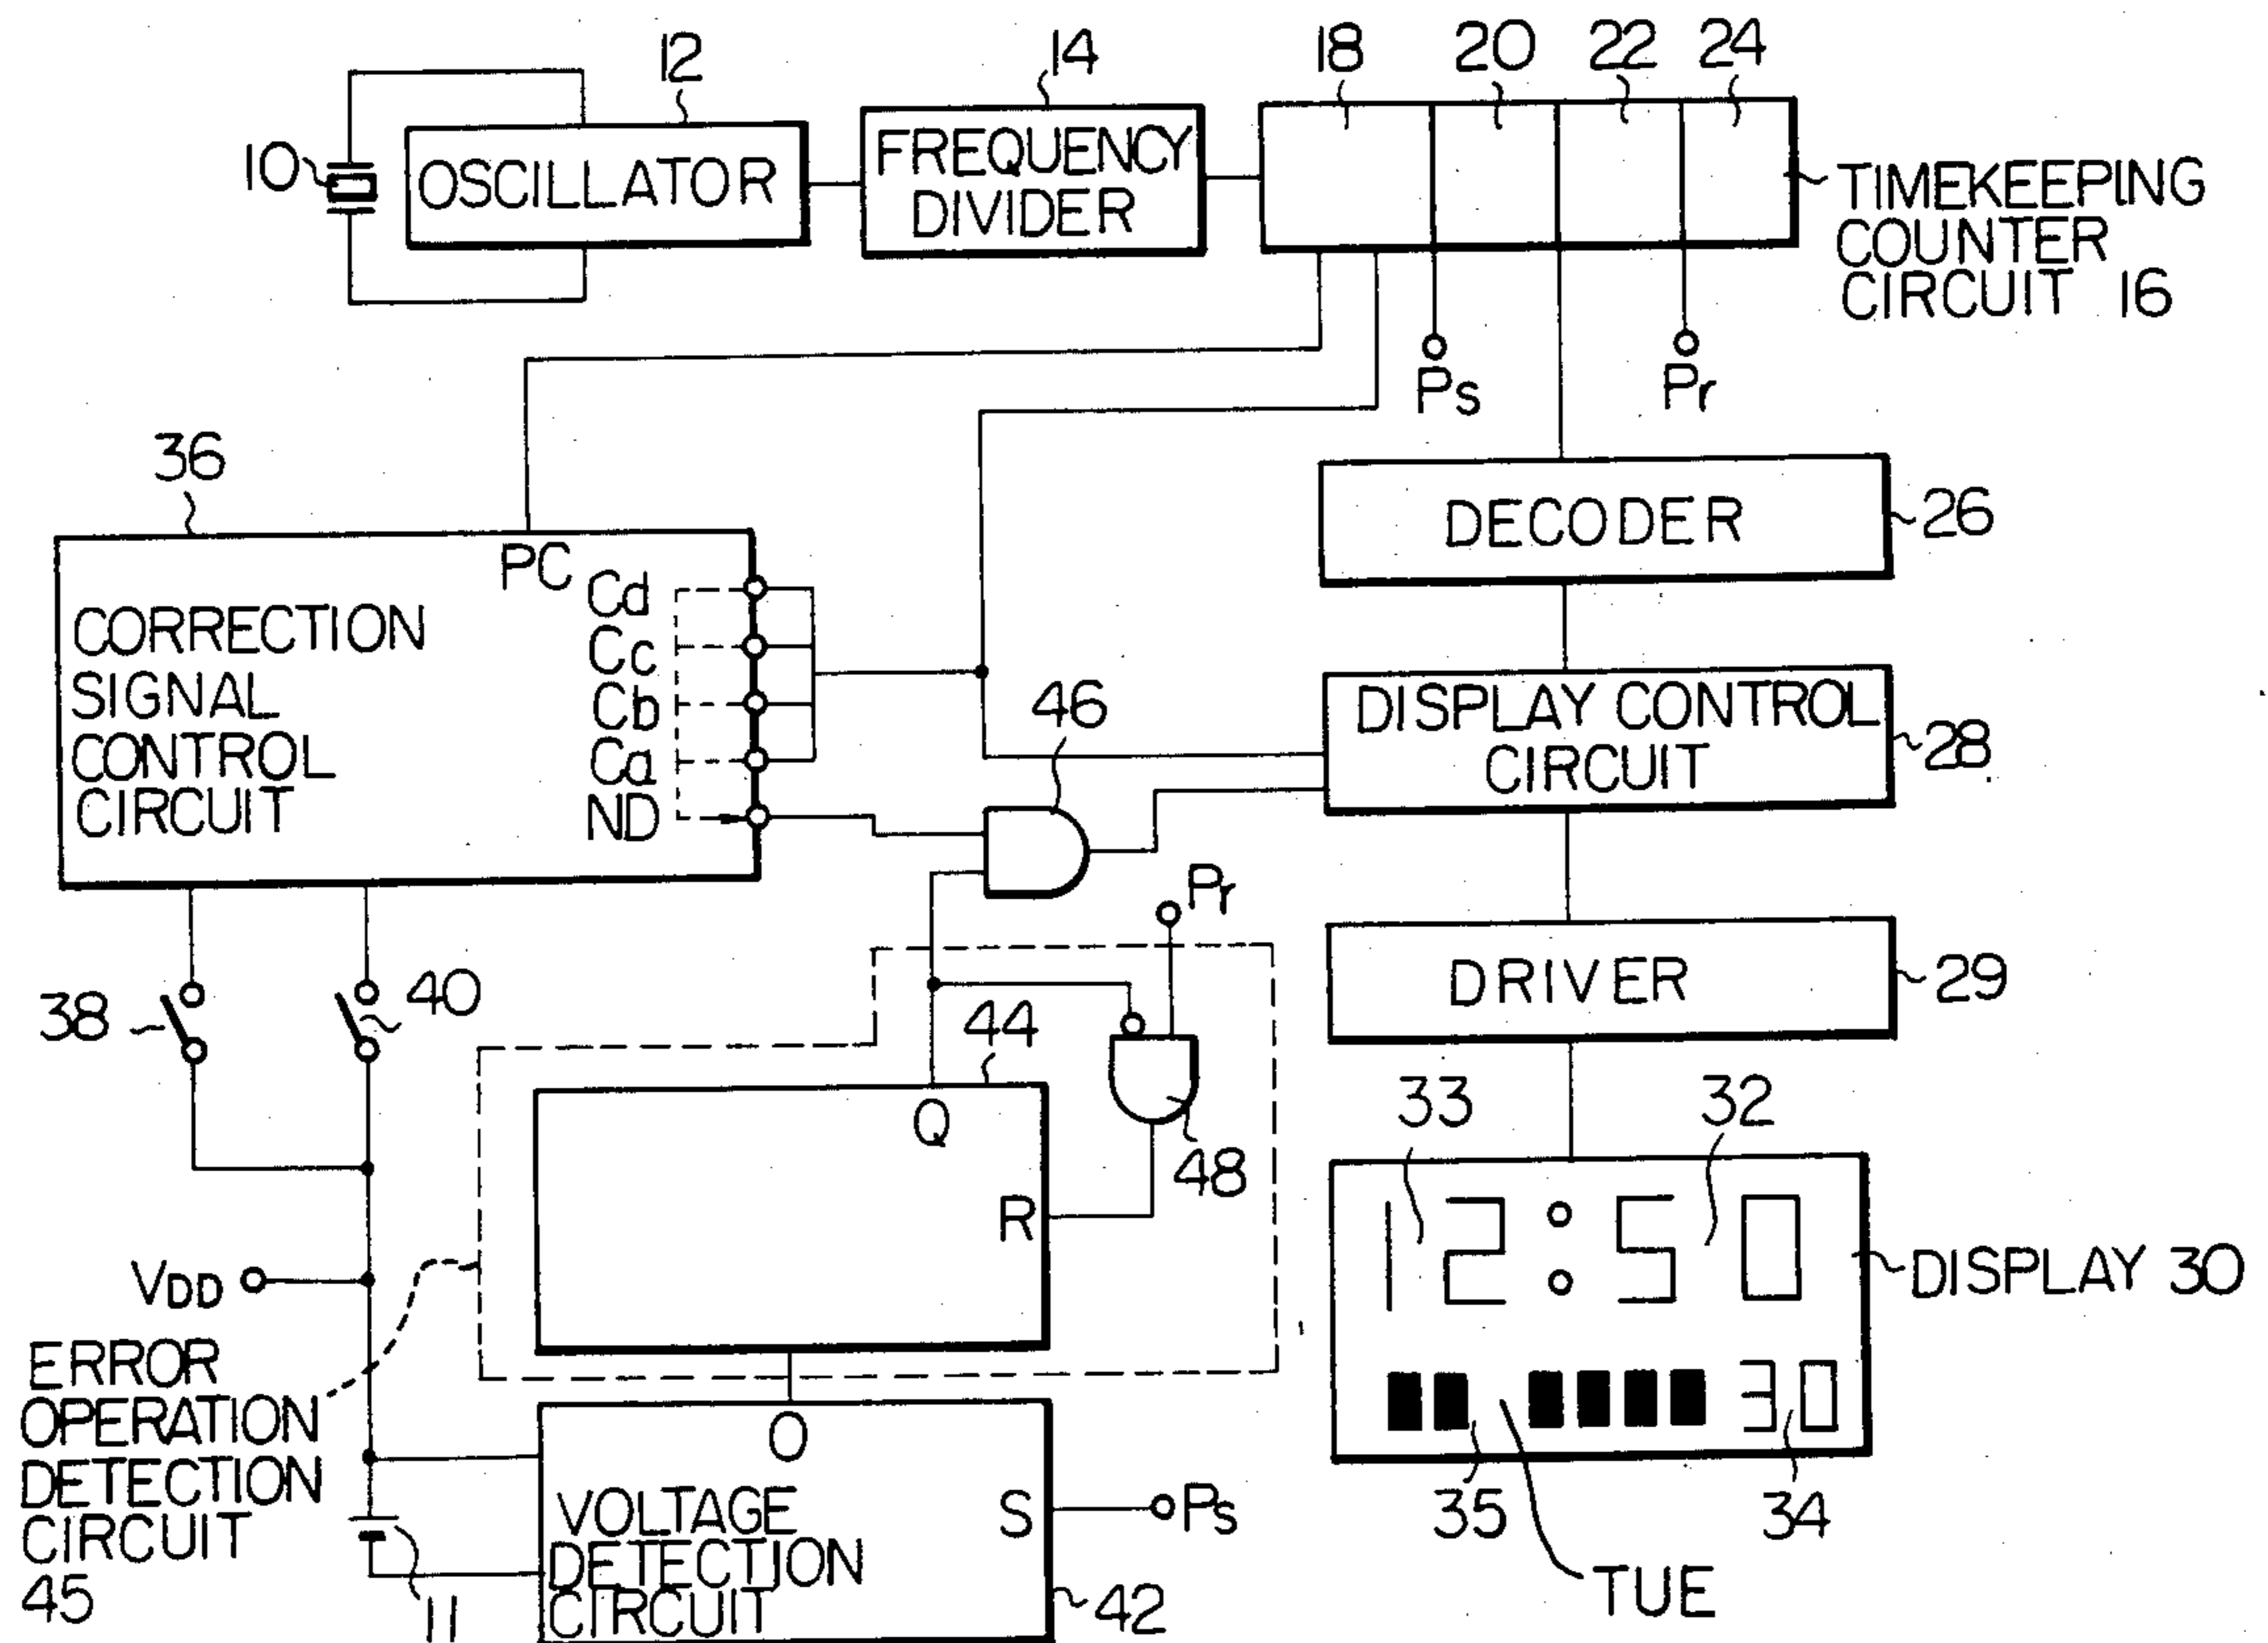 12
14
18 20 22 24
10
OSCILLATOR
FREQUENCY
DIVIDER
TIMEKEEPING
COUNTER
CIRCUIT 16
Ps
Pr
36
PC
Cd
Cc
Cb
Ca
ND
CORRECTION
SIGNAL
CONTROL
CIRCUIT
DECODER
26
46
DISPLAY CONTROL
CIRCUIT
28
Pr
38
40
44
DRIVER
29
Q
R
48
33
32
12:50
30
DISPLAY 30
35
34
TUE
VDD
ERROR
OPERATION
DETECTION
CIRCUIT
45
11
O
VOLTAGE
DETECTION
CIRCUIT
S
Ps
42